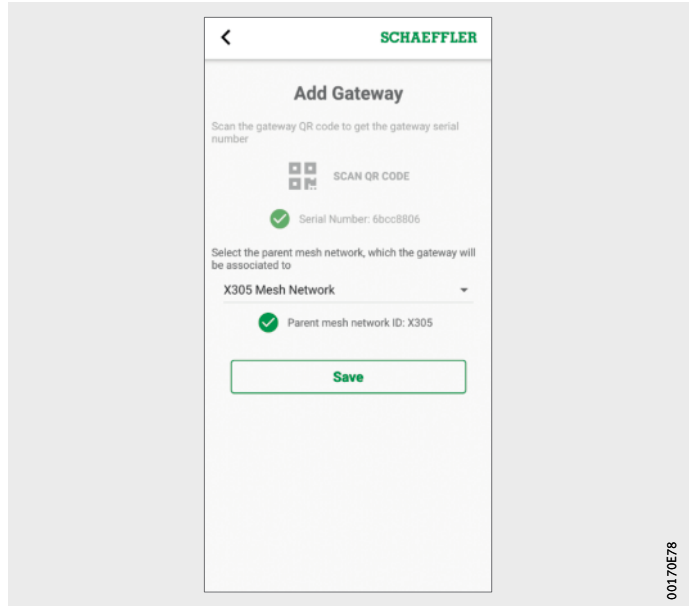 SCHAEFFLER
Add Gateway
Scan the gateway QR code to get the gateway serial
number
SCAN QR CODE
Serial Number: 6bcc8806
Select the parent mesh network, which the gateway will
be associated to
X305 Mesh Network
Parent mesh network ID: X305
Save
00170E78